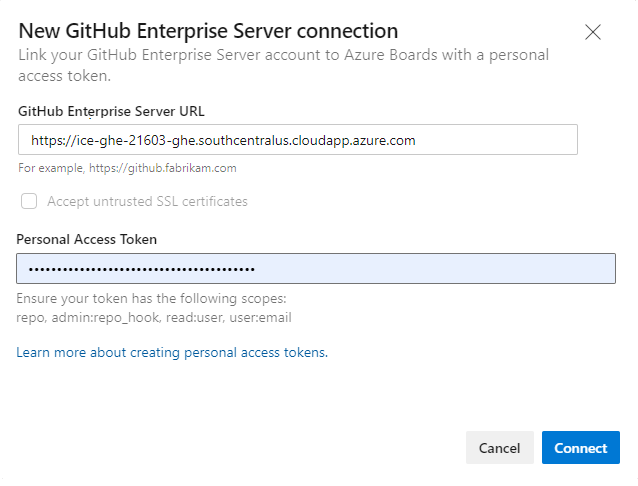 New GitHub Enterprise Server connection
Link your GitHub Enterprise Server account to Azure Boards with a personal
access token.
GitHub Enterprise Server URL
https://ice-ghe-21603-ghe.southcentralus.cloudapp.azure.com
For example, https://github.fabrikam.com
Accept untrusted SSL certificates
Personal Access Token
••••••••••••••••••••••••••••••••••••••••
Ensure your token has the following scopes:
repo, admin:repo_hook, read:user, user:email
Learn more about creating personal access tokens.
Cancel
Connect